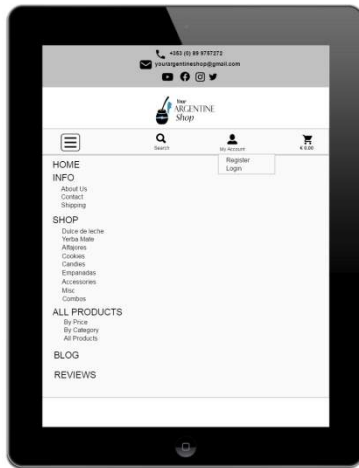 +353 (0) 89 9757272
yourargentineshop@gmail.com
Your
ARGENTINE
Shop
Search
My Account
€ 0.00
Register
Login
HOME
INFO
About Us
Contact
Shipping
SHOP
Dulce de leche
Yerba Mate
Alfajores
Cookies
Candies
Empanadas
Accessories
Misc
Combos
ALL PRODUCTS
By Price
By Category
All Products
BLOG
REVIEWS